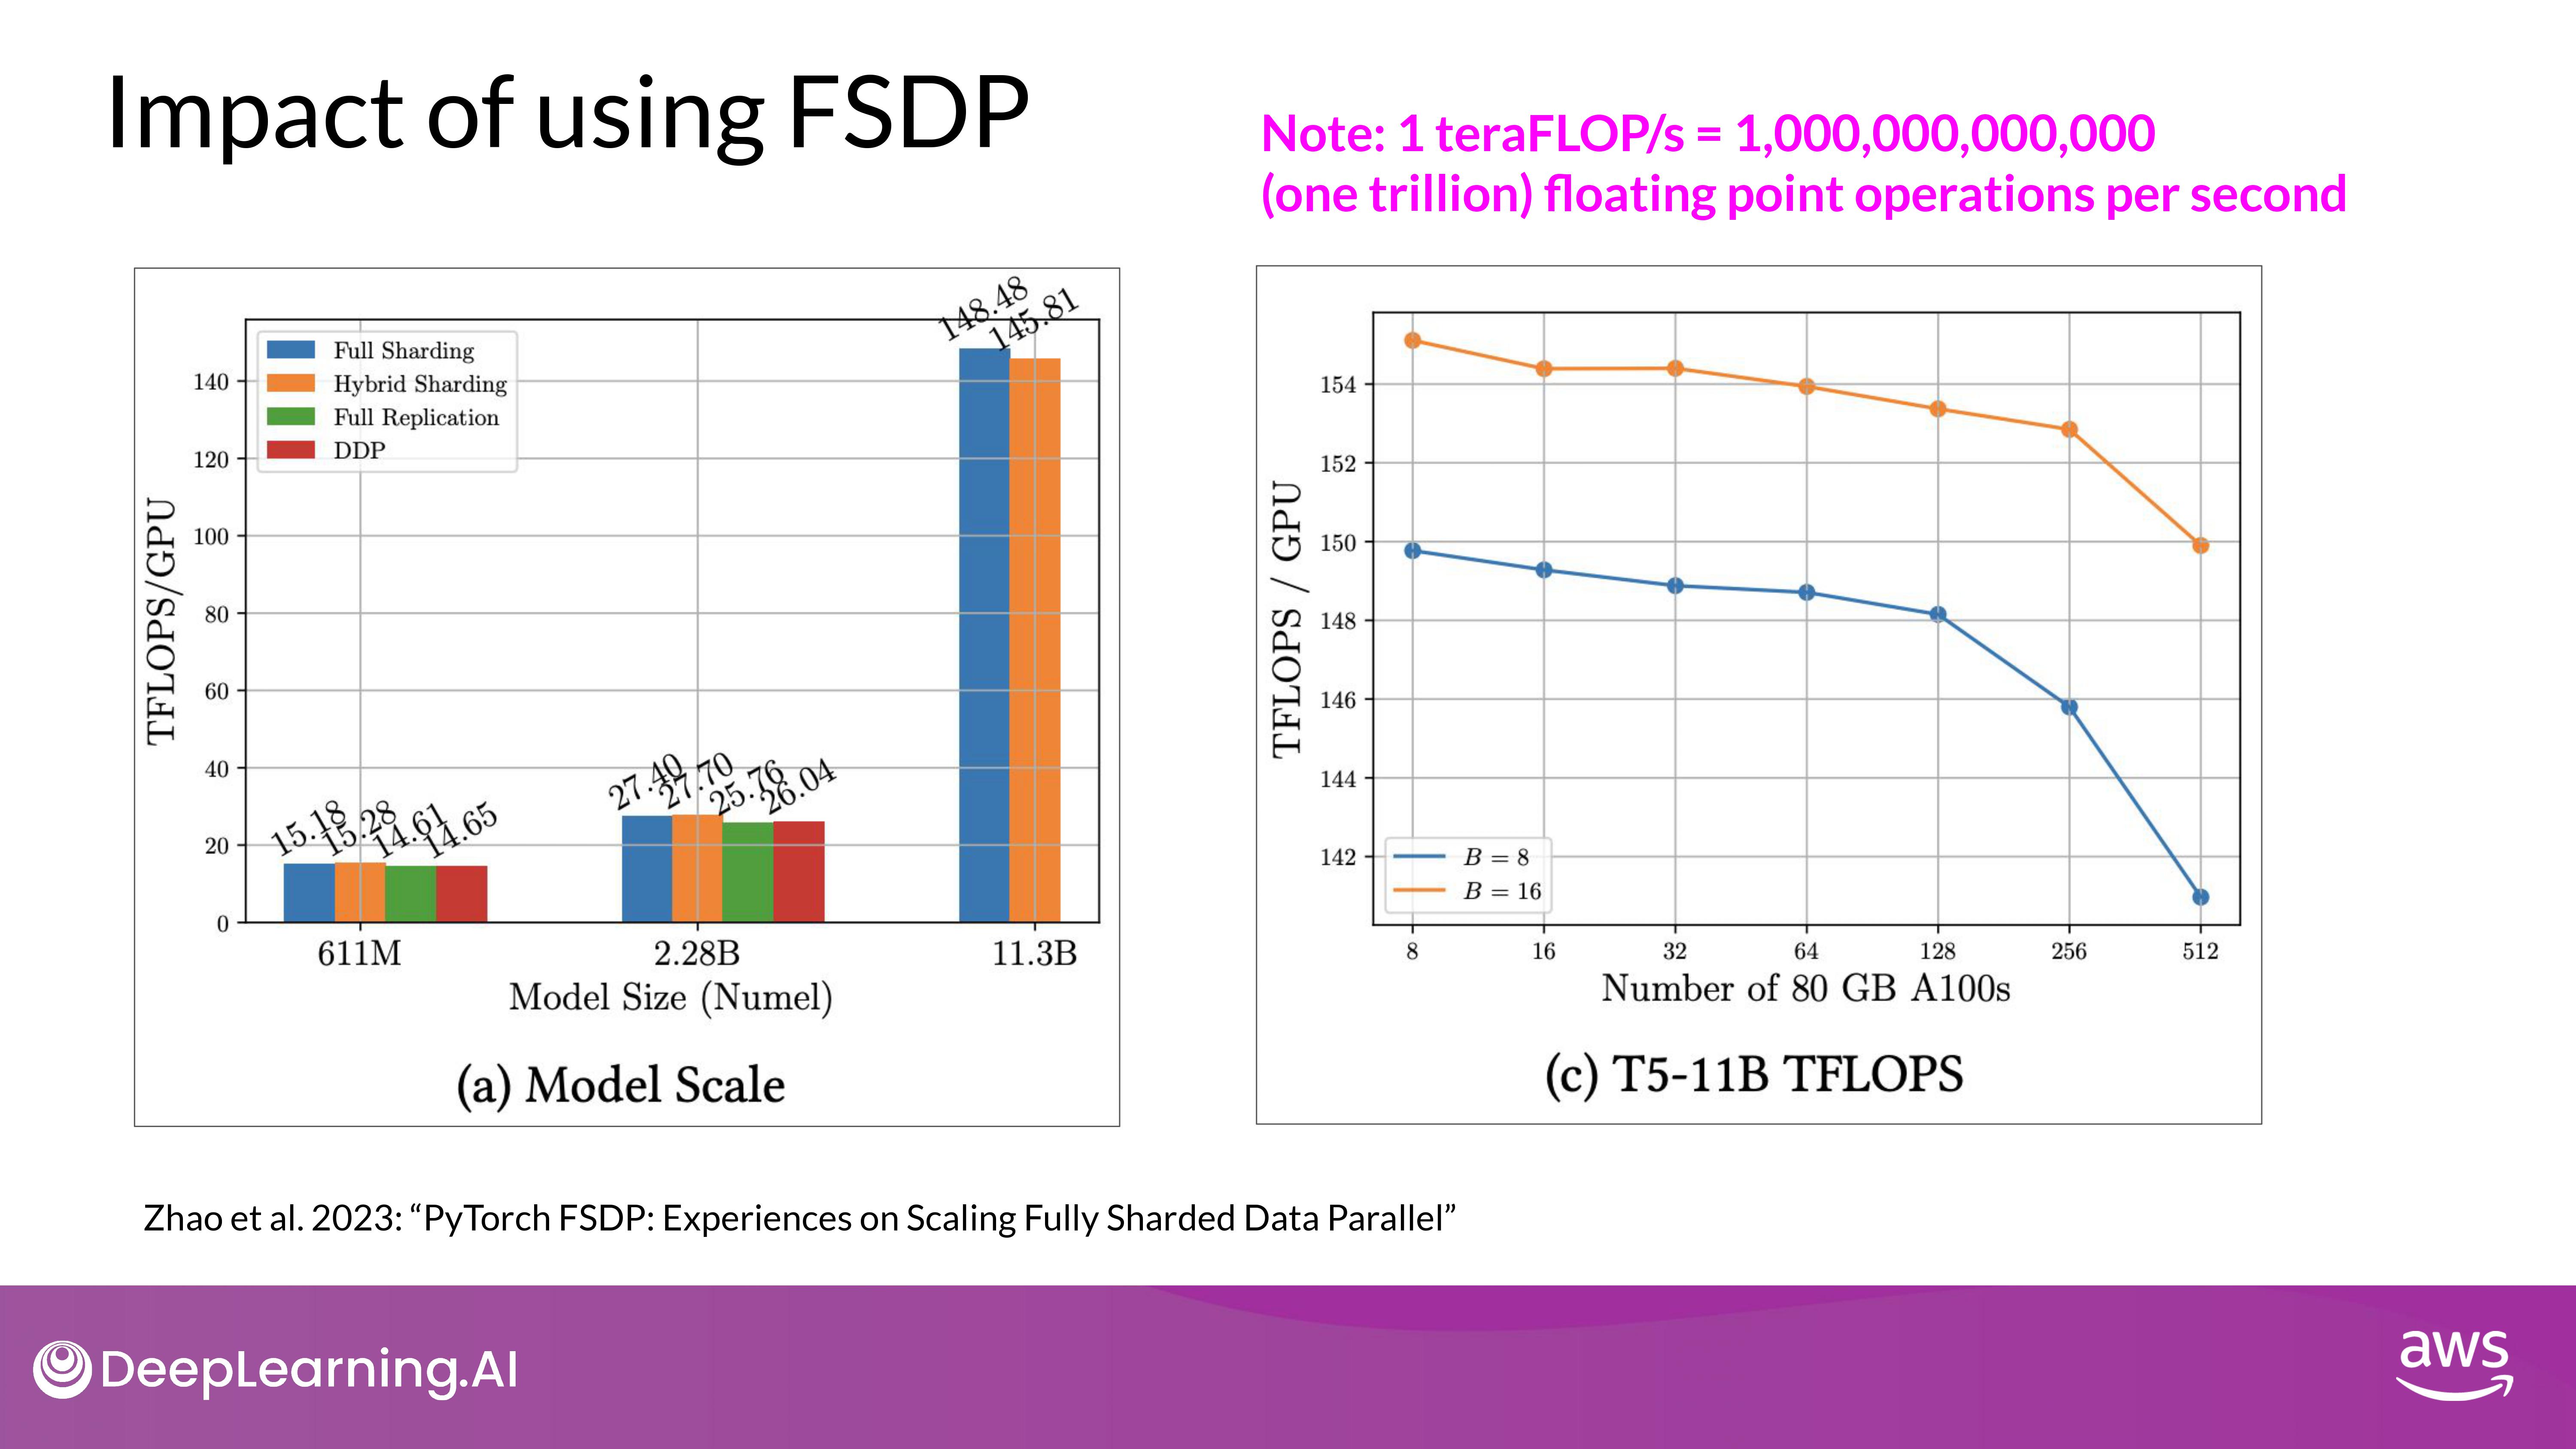 Impact of using FSDP
Note: 1 teraFLOP/s = 1,000,000,000,000
(one trillion) floating point operations per second
Full Sharding
Hybrid Sharding
Full Replication
DDP
TFLOPS/GPU
140
120
100
80
60
40
20
0
15.18
15.28
14.61
14.65
27.40
27.70
25.76
26.04
148.48
145.81
611M
2.28B
11.3B
Model Size (Numel)
(a) Model Scale
TFLOPS / GPU
154
152
150
148
146
144
142
B = 8
B = 16
8
16
32
64
128
256
512
Number of 80 GB A100s
(c) T5-11B TFLOPS
Zhao et al. 2023: “PyTorch FSDP: Experiences on Scaling Fully Sharded Data Parallel”
DeepLearning.AI
aws